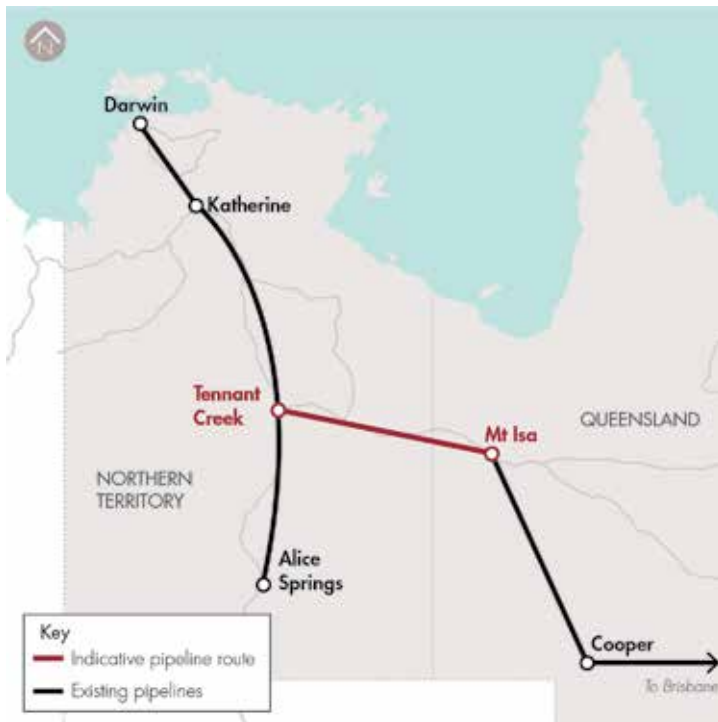 N
Darwin
Katherine
Tennant
Creek
Mt Isa
QUEENSLAND
NORTHERN
TERRITORY
Alice
Springs
Cooper
To Brisbane
Key
Indicative pipeline route
Existing pipelines